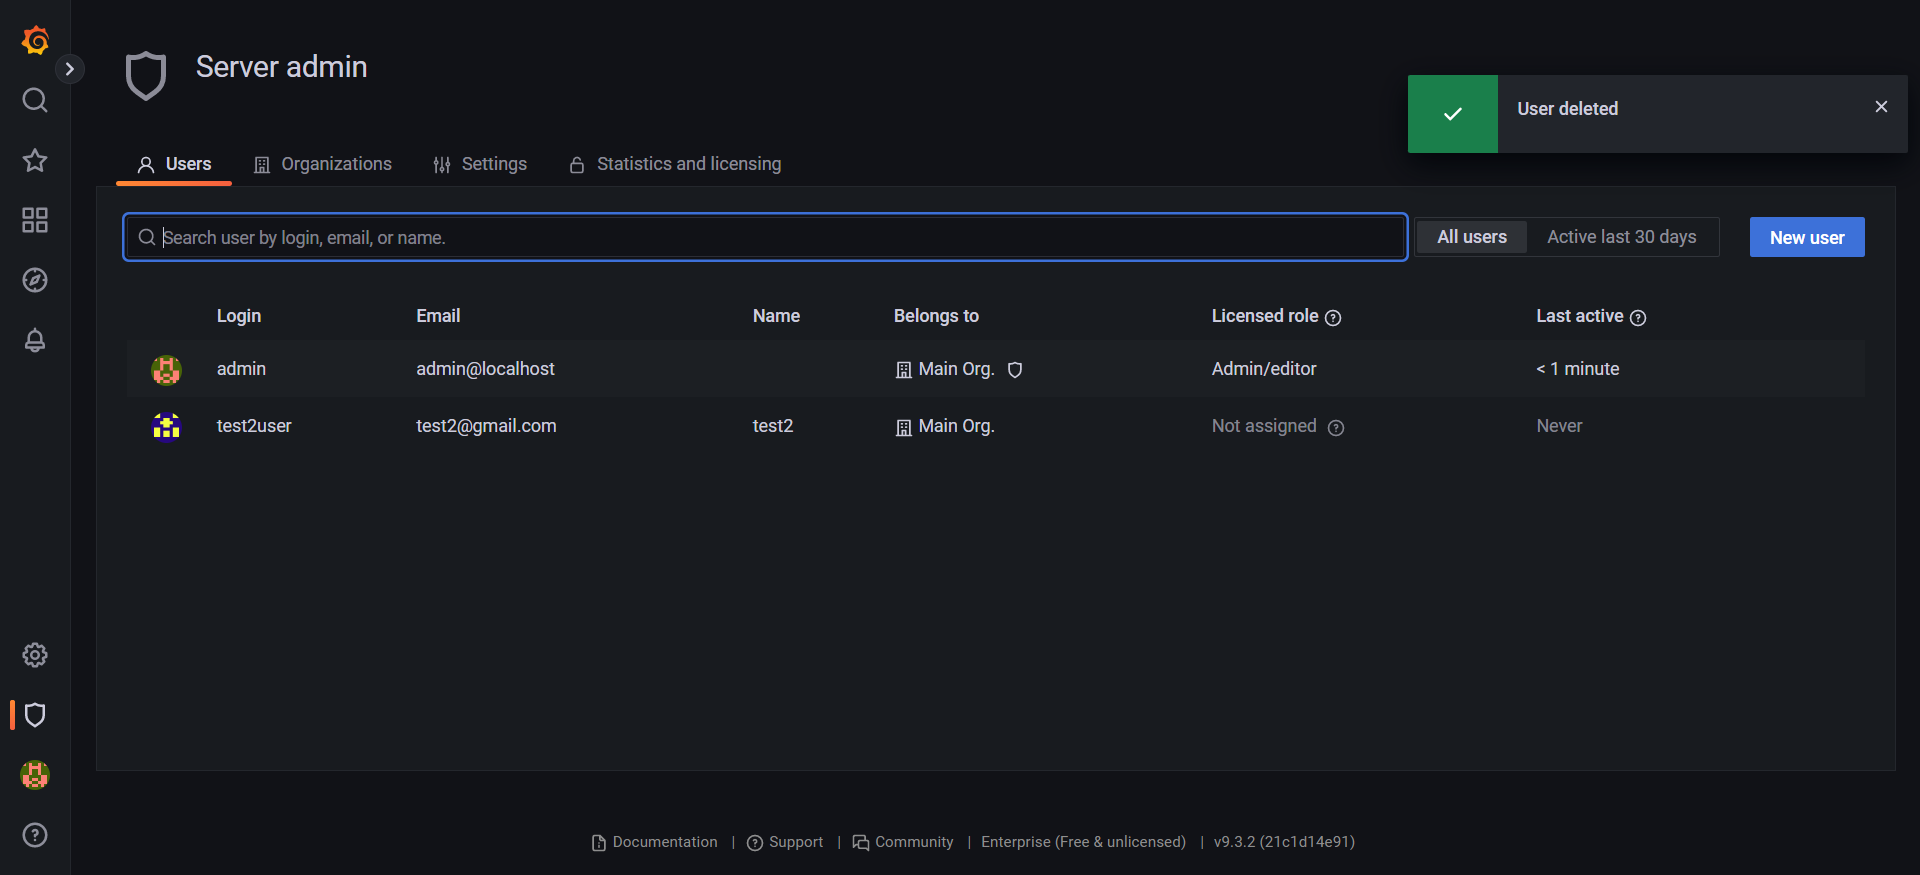 Server admin
User deleted
Users Organizations Settings Statistics and licensing
Search user by login, email, or name. All users Active last 30 days New user
Login Email Name Belongs to Licensed role Last active
admin admin@localhost Main Org. Admin/editor < 1 minute
test2user test2@gmail.com test2 Main Org. Not assigned Never
Documentation | Support | Community | Enterprise (Free & unlicensed) | v9.3.2 (21c1d14e91)